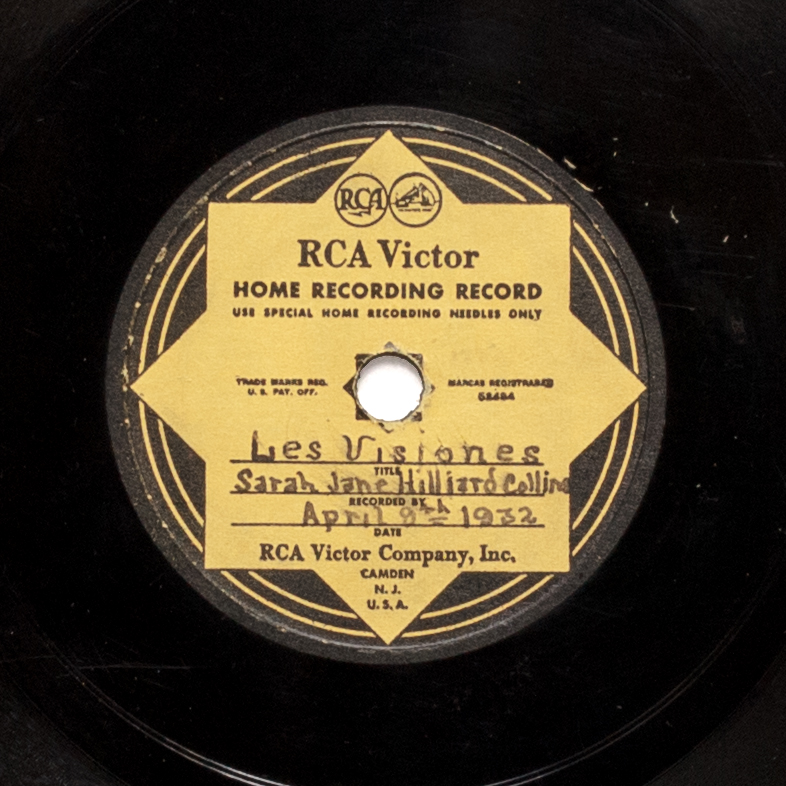 RCA
RCA Victor
HOME RECORDING RECORD
USE SPECIAL HOME RECORDING NEEDLES ONLY
TRADE MARKS REG.
U. S. PAT. OFF.
MARCAS REGISTRADAS
Les Visiones
TITLE
Sarah Jane Hilliard Collins
RECORDED BY
April 9th 1932
DATE
RCA Victor Company, Inc.
CAMDEN
N. J.
U. S. A.